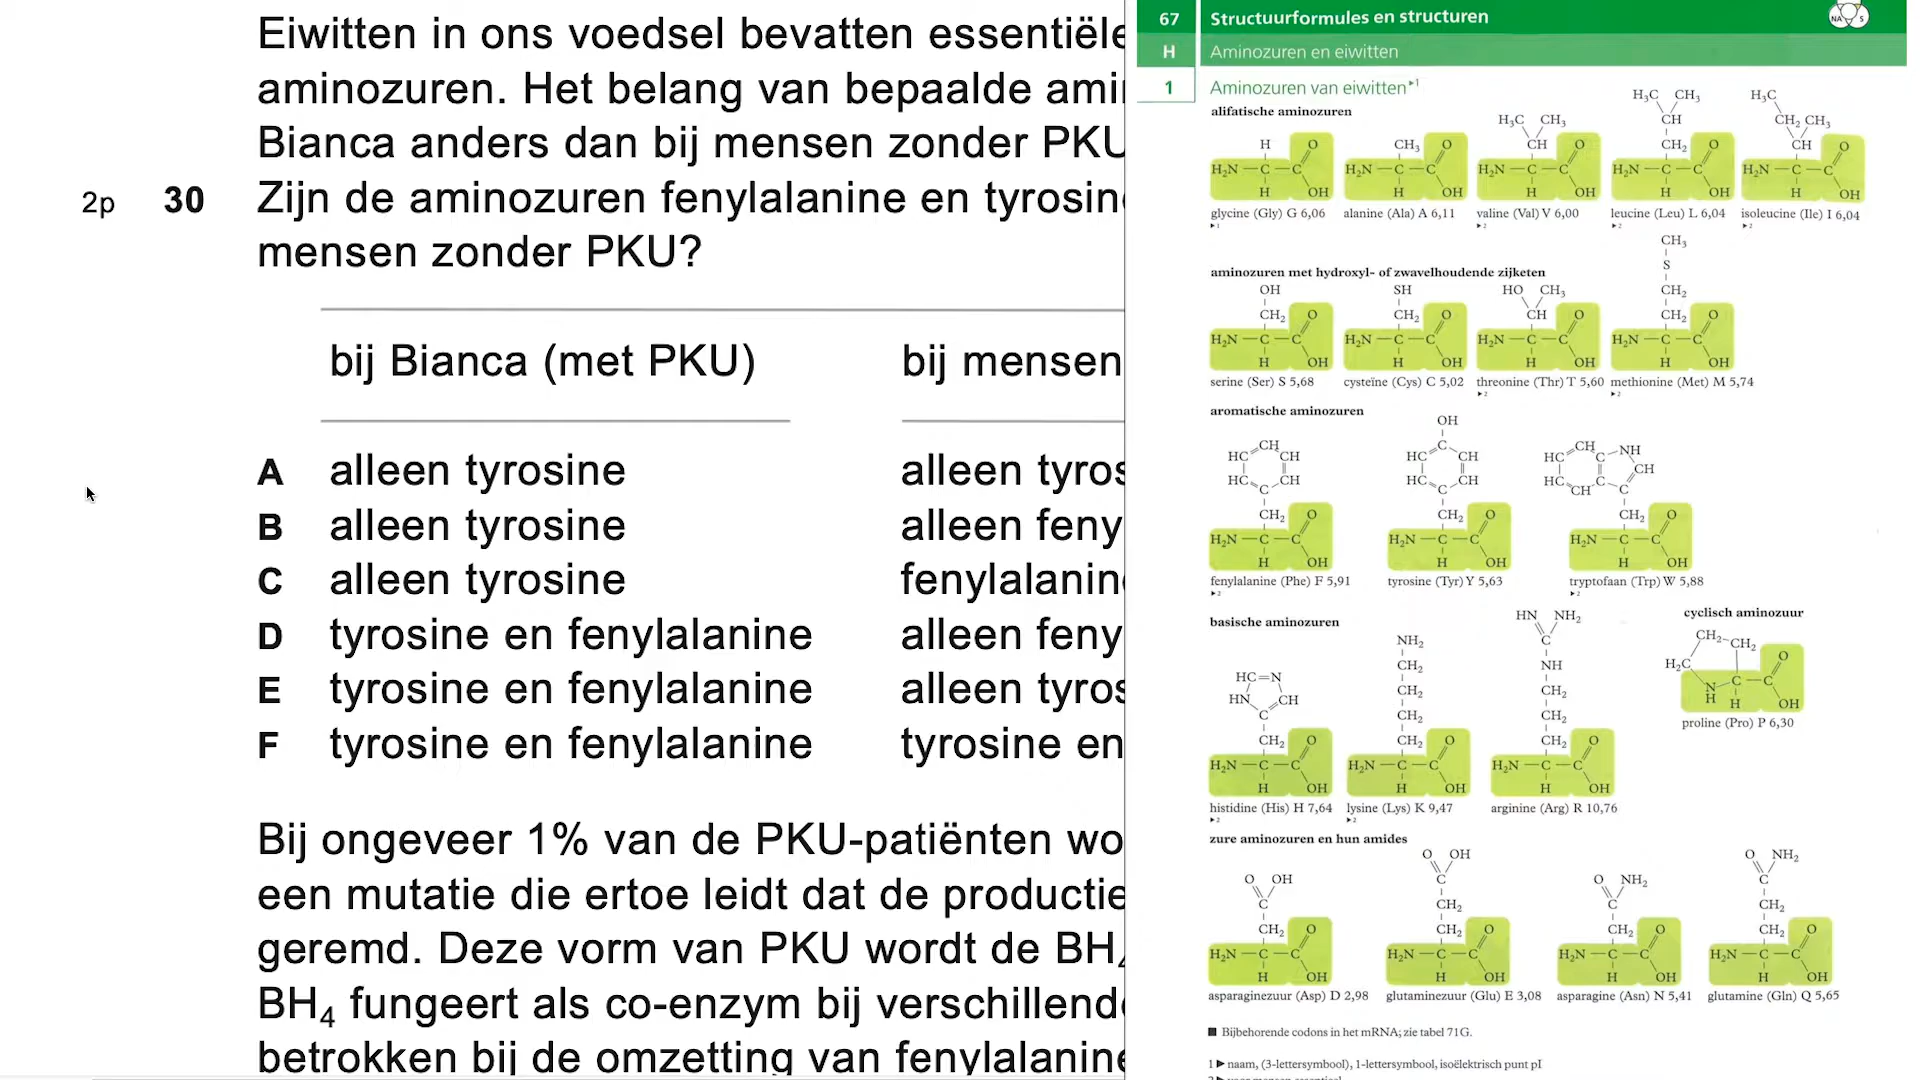 Eiwitten in ons voedsel bevatten essentiële
aminozuren. Het belang van bepaalde
Bianca anders dan bij mensen zonder PKU
2p 30 Zijn de aminozuren fenylalanine en
mensen zonder PKU?
bij Bianca (met PKU) bij mensen
A alleen tyrosine alleen
B alleen tyrosine alleen
C alleen tyrosine
D tyrosine en fenylalanine alleen
E tyrosine en fenylalanine alleen
F tyrosine en fenylalanine tyrosine en
Bij ongeveer 1% van de PKU-patiënten
een mutatie die ertoe leidt dat de productie
geremd. Deze vorm van PKU wordt de
BH4 fungeert als co-enzym bij
betrokken bij de omzetting van
67 Structuurformules en structuren
H Aminozuren en eiwitten
1 Aminozuren van eiwitten ▸1
alifatische aminozuren
glycine (Gly) G 6,06 alanine (Ala) A 6,11 valine (Val) V 6,00 leucine (Leu) L 6,04 isoleucine (Ile) I 6,04
aminozuren met hydroxyl- of zwavelhoudende zijketen
serine (Ser) S 5,68 cysteïne (Cys) C 5,02 threonine (Thr) T 5,60 methionine (Met) M 5,74
aromatische aminozuren
fenylalanine (Phe) F 5,91 tyrosine (Tyr) Y 5,63 tryptofaan (Trp) W 5,88
basische aminozuren
cyclisch aminozuur
proline (Pro) P 6,30
histidine (His) H 7,64 lysine (Lys) K 9,47 arginine (Arg) R 10,76
zure aminozuren en hun amides
asparaginezuur (Asp) D 2,98 glutaminezuur (Glu) E 3,08 asparagine (Asn) N 5,41 glutamine (Gln) Q 5,65
■ Bijbehorende codons in het mRNA; zie tabel 71G.
1 ▸ naam, (3-lettersymbool), 1-lettersymbool, isoëlektrisch punt pI